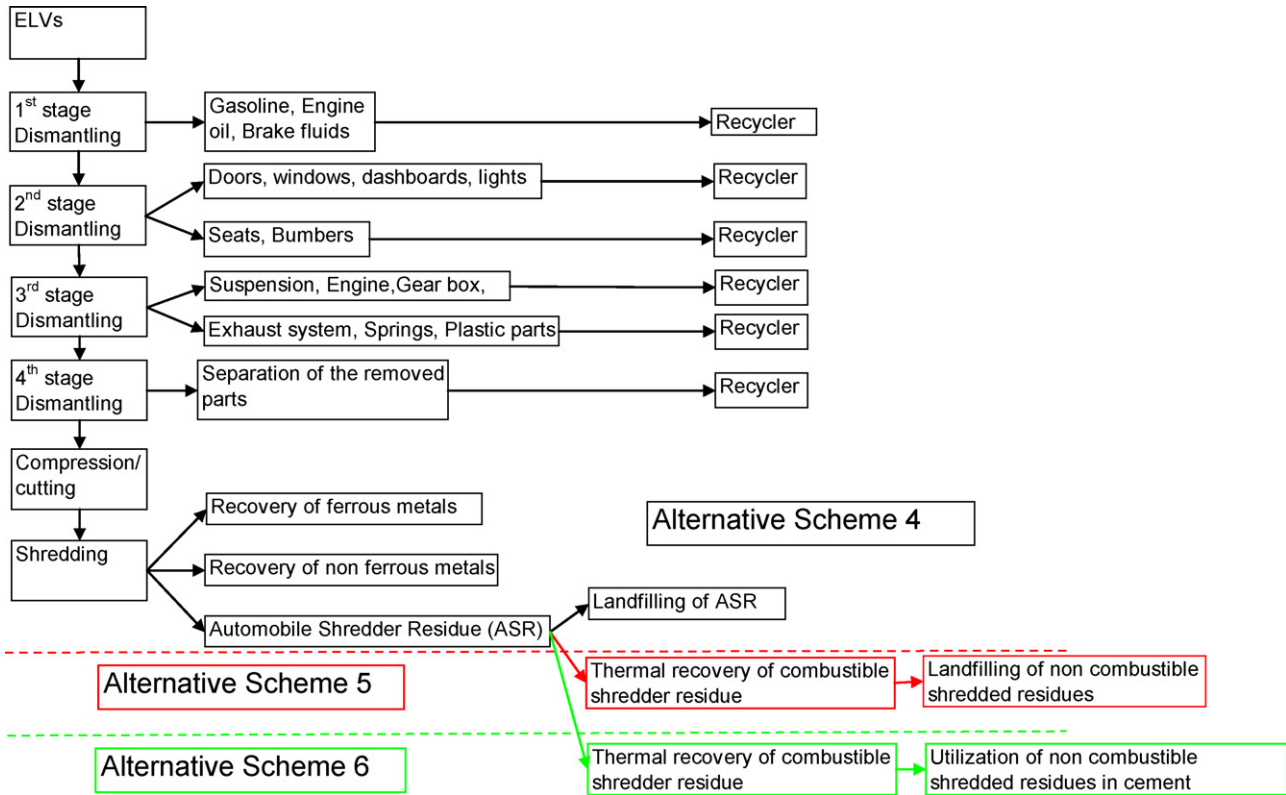 ELVs
1st stage
Dismantling
Gasoline, Engine
oil, Brake fluids
Recycler
2nd stage
Dismantling
Doors, windows, dashboards, lights
Recycler
Seats, Bumbers
Recycler
3rd stage
Dismantling
Suspension, Engine,Gear box,
Recycler
Exhaust system, Springs, Plastic parts
Recycler
4th stage
Dismantling
Separation of the removed
parts
Recycler
Compression/
cutting
Shredding
Recovery of ferrous metals
Recovery of non ferrous metals
Automobile Shredder Residue (ASR)
Alternative Scheme 4
Landfilling of ASR
Alternative Scheme 5
Thermal recovery of combustible
shredder residue
Landfilling of non combustible
shredded residues
Alternative Scheme 6
Thermal recovery of combustible
shredder residue
Utilization of non combustible
shredded residues in cement